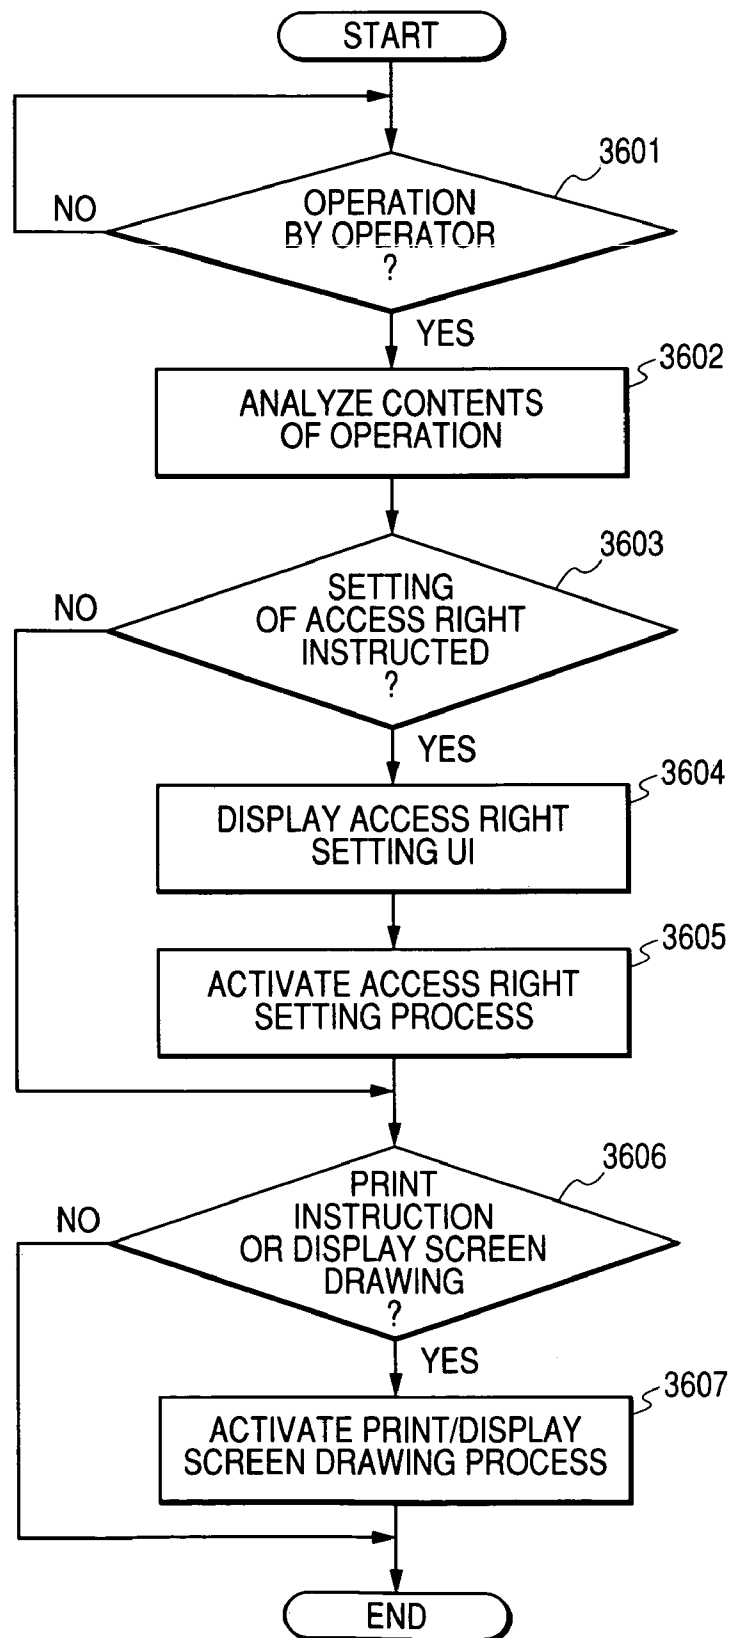 START
3601
OPERATION
BY OPERATOR
?
NO
YES
3602
ANALYZE CONTENTS
OF OPERATION
3603
SETTING
OF ACCESS RIGHT
INSTRUCTED
?
NO
YES
3604
DISPLAY ACCESS RIGHT
SETTING UI
3605
ACTIVATE ACCESS RIGHT
SETTING PROCESS
3606
PRINT
INSTRUCTION
OR DISPLAY SCREEN
DRAWING
?
NO
YES
3607
ACTIVATE PRINT/DISPLAY
SCREEN DRAWING PROCESS
END